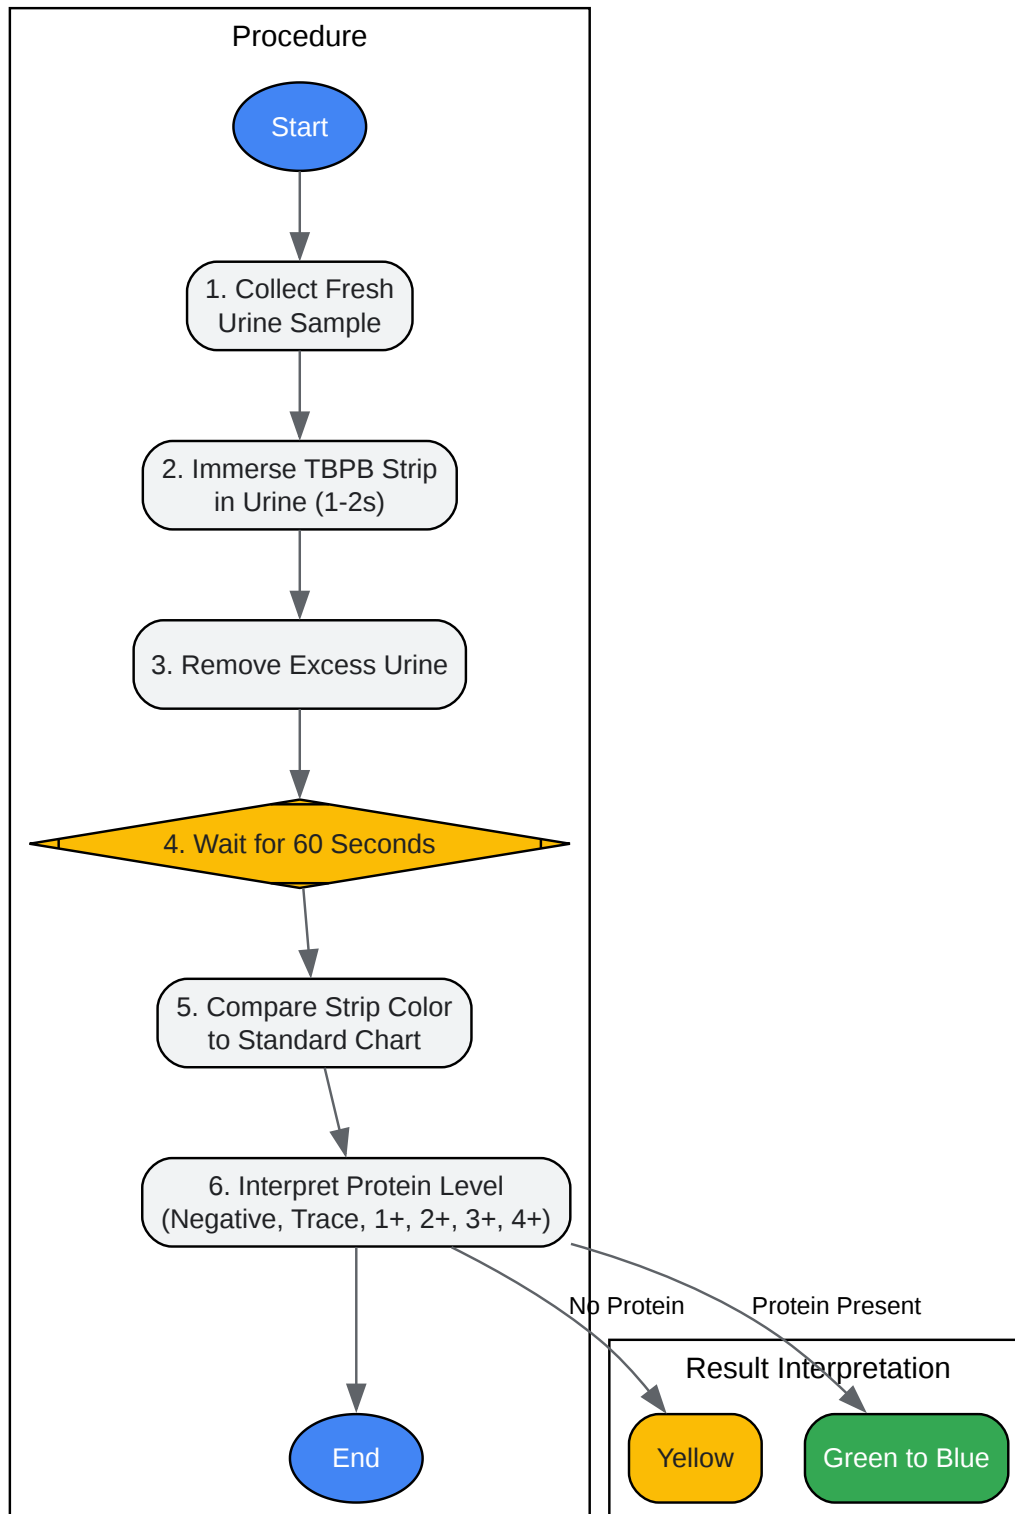 Procedure
Start
1. Collect Fresh
Urine Sample
2. Immerse TBPB Strip
in Urine (1-2s)
3. Remove Excess Urine
4. Wait for 60 Seconds
5. Compare Strip Color
to Standard Chart
6. Interpret Protein Level
(Negative, Trace, 1+, 2+, 3+, 4+)
No Protein
Protein Present
Result Interpretation
End
Yellow
Green to Blue